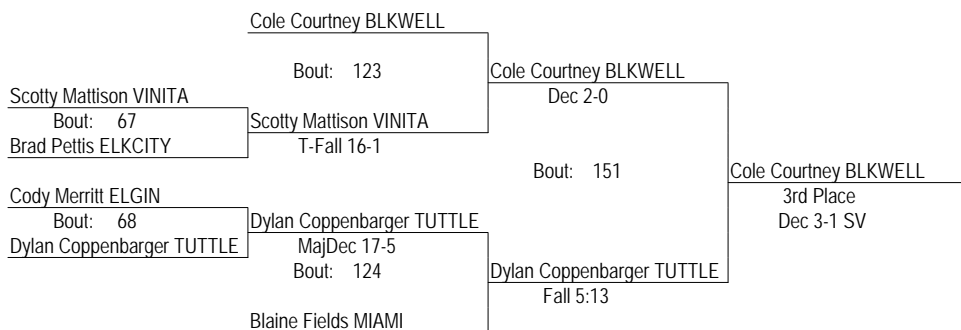 Cole Courtney BLKWELL
Bout: 123
Cole Courtney BLKWELL
Dec 2-0
Scotty Mattison VINITA
Bout: 67
Scotty Mattison VINITA
Brad Pettis ELKCITY
T-Fall 16-1
Bout: 151
Cole Courtney BLKWELL
3rd Place
Dec 3-1 SV
Cody Merritt ELGIN
Bout: 68
Dylan Coppenbarger TUTTLE
Dylan Coppenbarger TUTTLE
MajDec 17-5
Bout: 124
Dylan Coppenbarger TUTTLE
Fall 5:13
Blaine Fields MIAMI